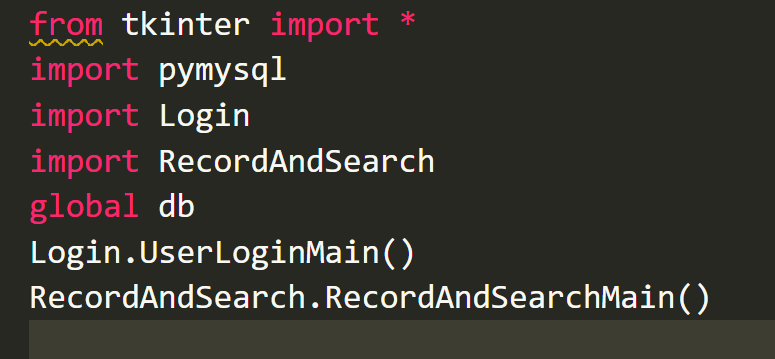 from tkinter import *
import pymysql
import Login
import RecordAndSearch
global db
Login.UserLoginMain()
RecordAndSearch.RecordAndSearchMain()